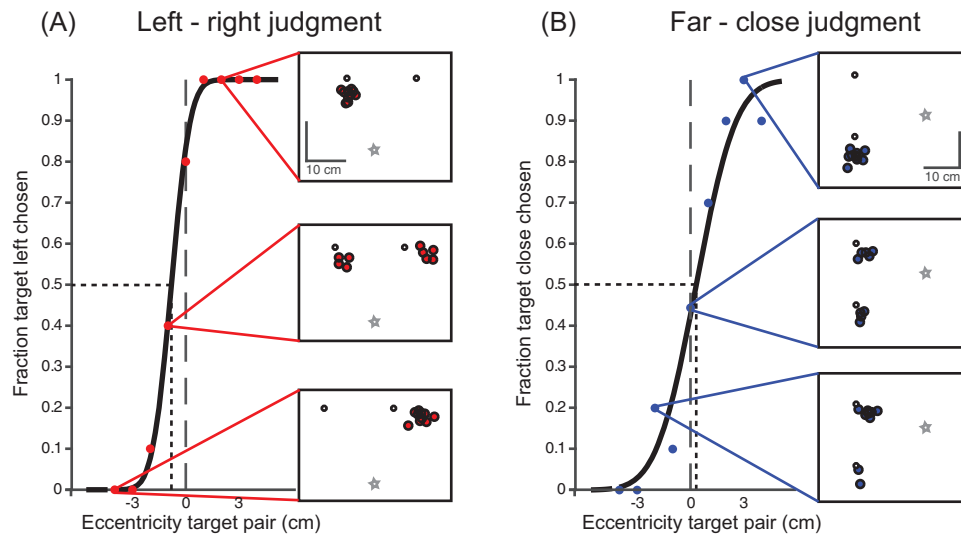 (A) Left - right judgment
Fraction target left chosen
1
0.9
0.8
0.7
0.6
0.5
0.4
0.3
0.2
0.1
0
-3 0 3
Eccentricity target pair (cm)
10 cm
(B) Far - close judgment
Fraction target close chosen
1
0.9
0.8
0.7
0.6
0.5
0.4
0.3
0.2
0.1
0
-3 0 3
Eccentricity target pair (cm)
10 cm